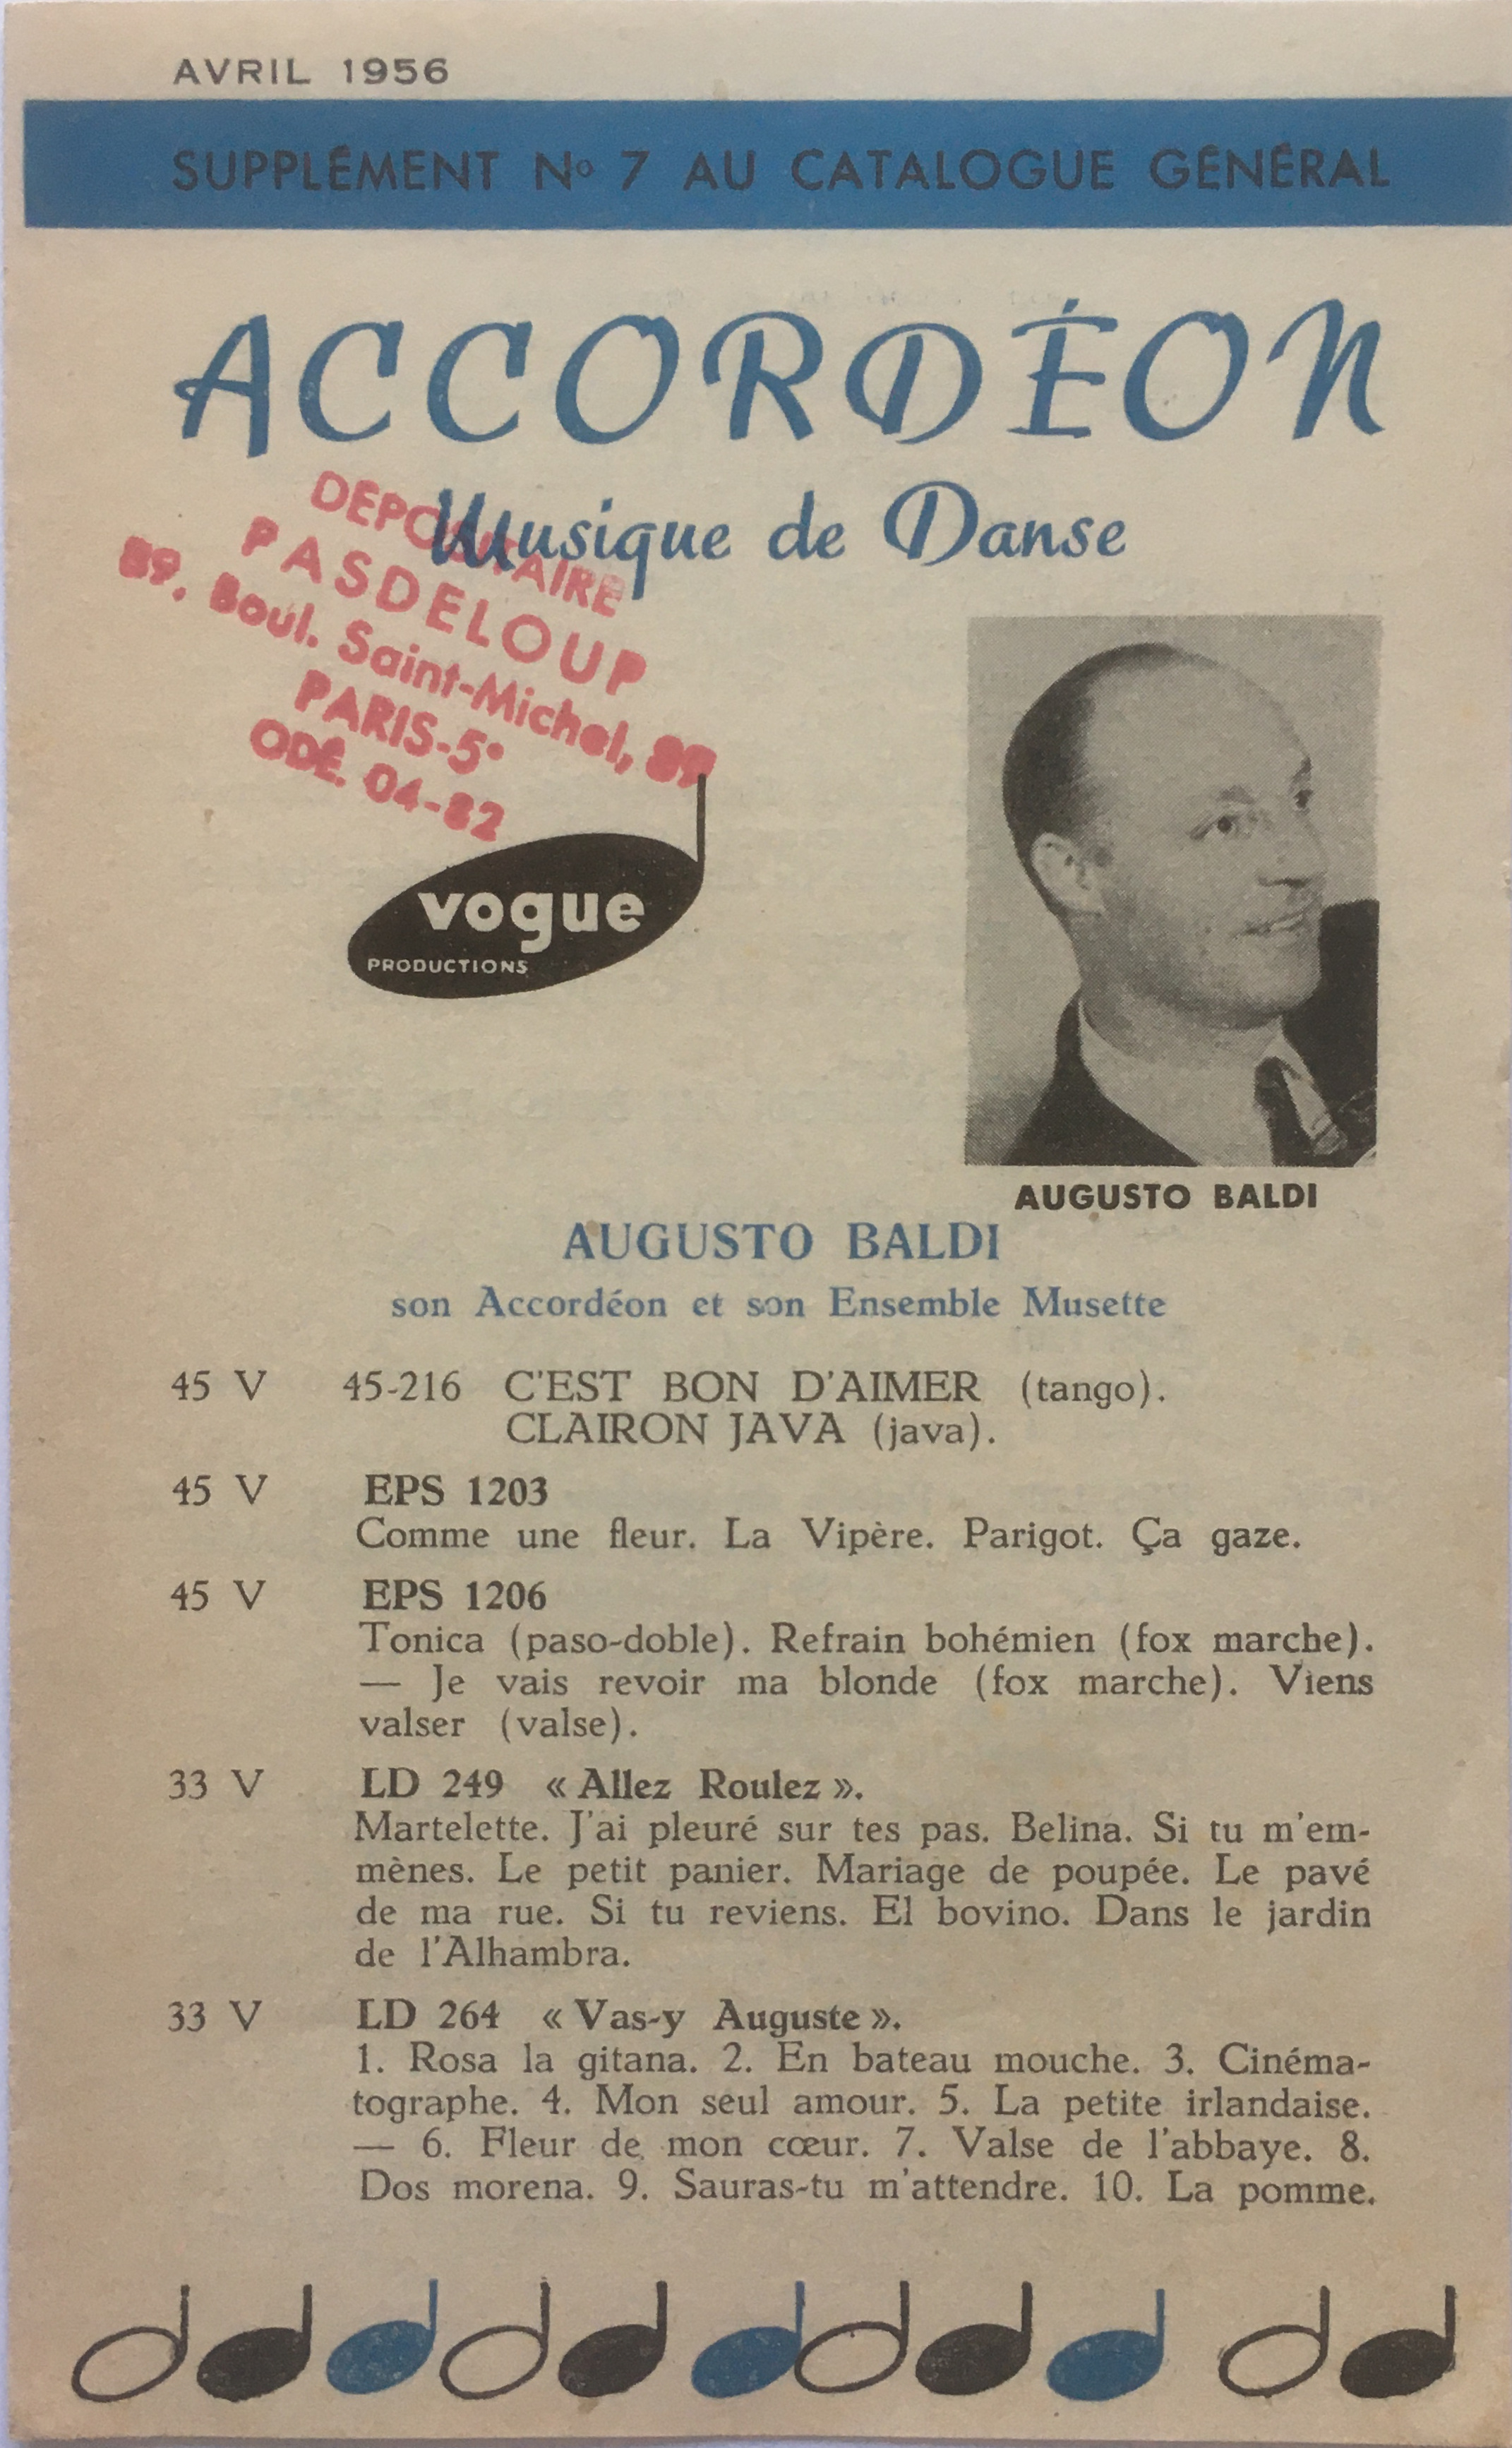 AVRIL 1956
SUPPLÉMENT Nº 7 AU CATALOGUE GÉNÉRAL
ACCORDÉON
Musique de Danse
DEPOSITAIRE
PASDELOUP
89, Boul. Saint-Michel, 89
PARIS-5e
ODÉ. 04-82
vogue
PRODUCTIONS
AUGUSTO BALDI
AUGUSTO BALDI
son Accordéon et son Ensemble Musette
45 V 45-216 C'EST BON D'AIMER (tango).
CLAIRON JAVA (java).
45 V EPS 1203
Comme une fleur. La Vipère. Parigot. Ça gaze.
45 V EPS 1206
Tonica (paso-doble). Refrain bohémien (fox marche).
— Je vais revoir ma blonde (fox marche). Viens
valser (valse).
33 V LD 249 « Allez Roulez ».
Martelette. J'ai pleuré sur tes pas. Belina. Si tu m'em-
mènes. Le petit panier. Mariage de poupée. Le pavé
de ma rue. Si tu reviens. El bovino. Dans le jardin
de l'Alhambra.
33 V LD 264 « Vas-y Auguste ».
1. Rosa la gitana. 2. En bateau mouche. 3. Cinéma-
tographe. 4. Mon seul amour. 5. La petite irlandaise.
— 6. Fleur de mon cœur. 7. Valse de l'abbaye. 8.
Dos morena. 9. Sauras-tu m'attendre. 10. La pomme.